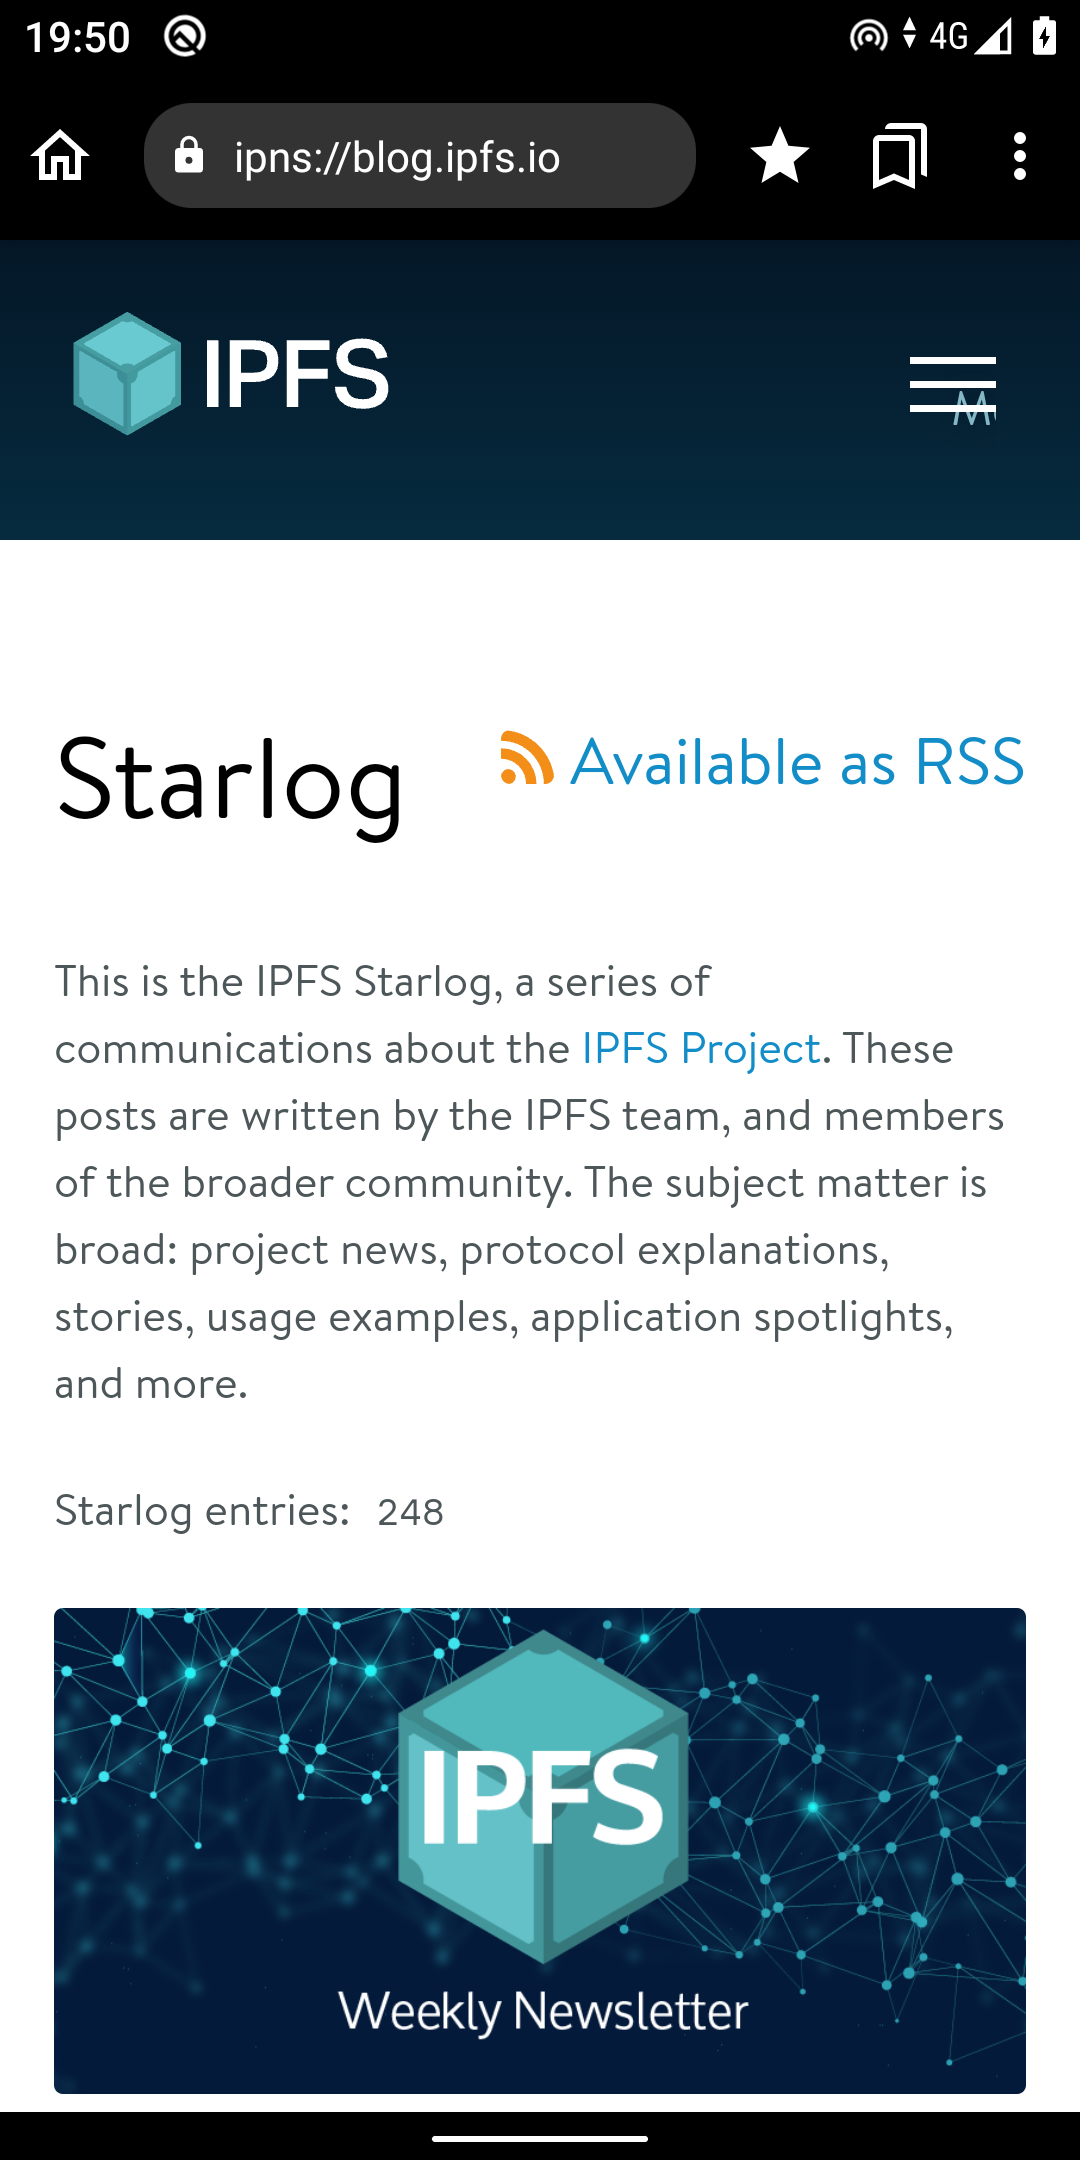 19:50
4G
ipns://blog.ipfs.io
IPFS
M
Starlog
Available as RSS
This is the IPFS Starlog, a series of
communications about the IPFS Project. These
posts are written by the IPFS team, and members
of the broader community. The subject matter is
broad: project news, protocol explanations,
stories, usage examples, application spotlights,
and more.
Starlog entries: 248
IPFS
Weekly Newsletter